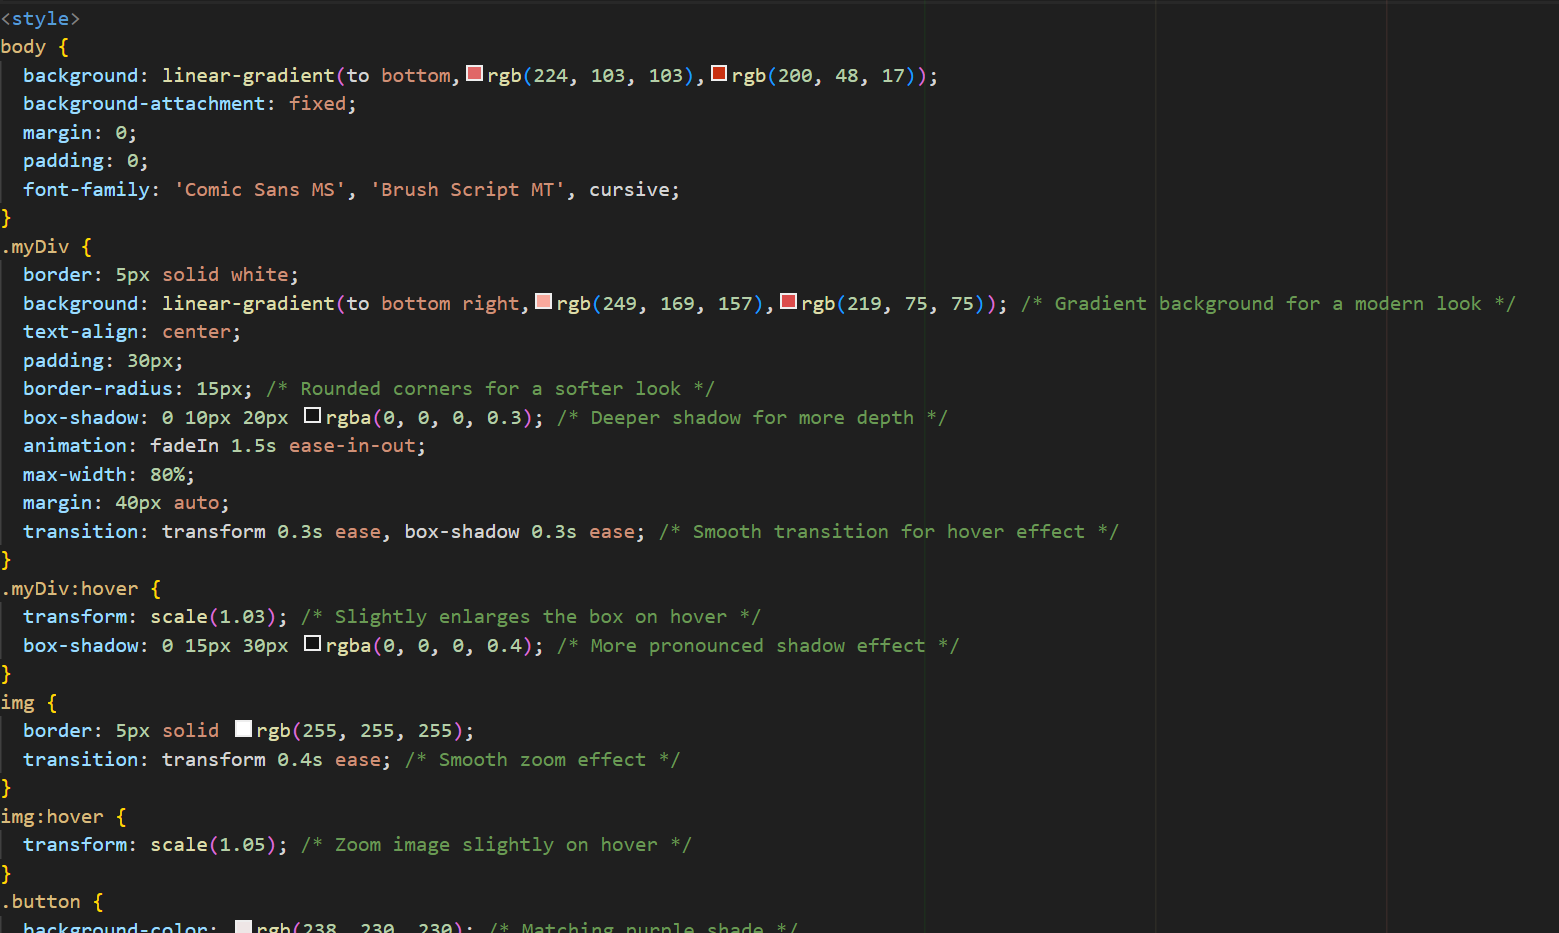 <style>
body {
  background: linear-gradient(to bottom, rgb(224, 103, 103), rgb(200, 48, 17));
  background-attachment: fixed;
  margin: 0;
  padding: 0;
  font-family: 'Comic Sans MS', 'Brush Script MT', cursive;
}
.myDiv {
  border: 5px solid white;
  background: linear-gradient(to bottom right, rgb(249, 169, 157), rgb(219, 75, 75)); /* Gradient background for a modern look */
  text-align: center;
  padding: 30px;
  border-radius: 15px; /* Rounded corners for a softer look */
  box-shadow: 0 10px 20px rgba(0, 0, 0, 0.3); /* Deeper shadow for more depth */
  animation: fadeIn 1.5s ease-in-out;
  max-width: 80%;
  margin: 40px auto;
  transition: transform 0.3s ease, box-shadow 0.3s ease; /* Smooth transition for hover effect */
}
.myDiv:hover {
  transform: scale(1.03); /* Slightly enlarges the box on hover */
  box-shadow: 0 15px 30px rgba(0, 0, 0, 0.4); /* More pronounced shadow effect */
}
img {
  border: 5px solid rgb(255, 255, 255);
  transition: transform 0.4s ease; /* Smooth zoom effect */
}
img:hover {
  transform: scale(1.05); /* Zoom image slightly on hover */
}
.button {
  background-color: rgb(238, 230, 230); /* Matching purple shade */